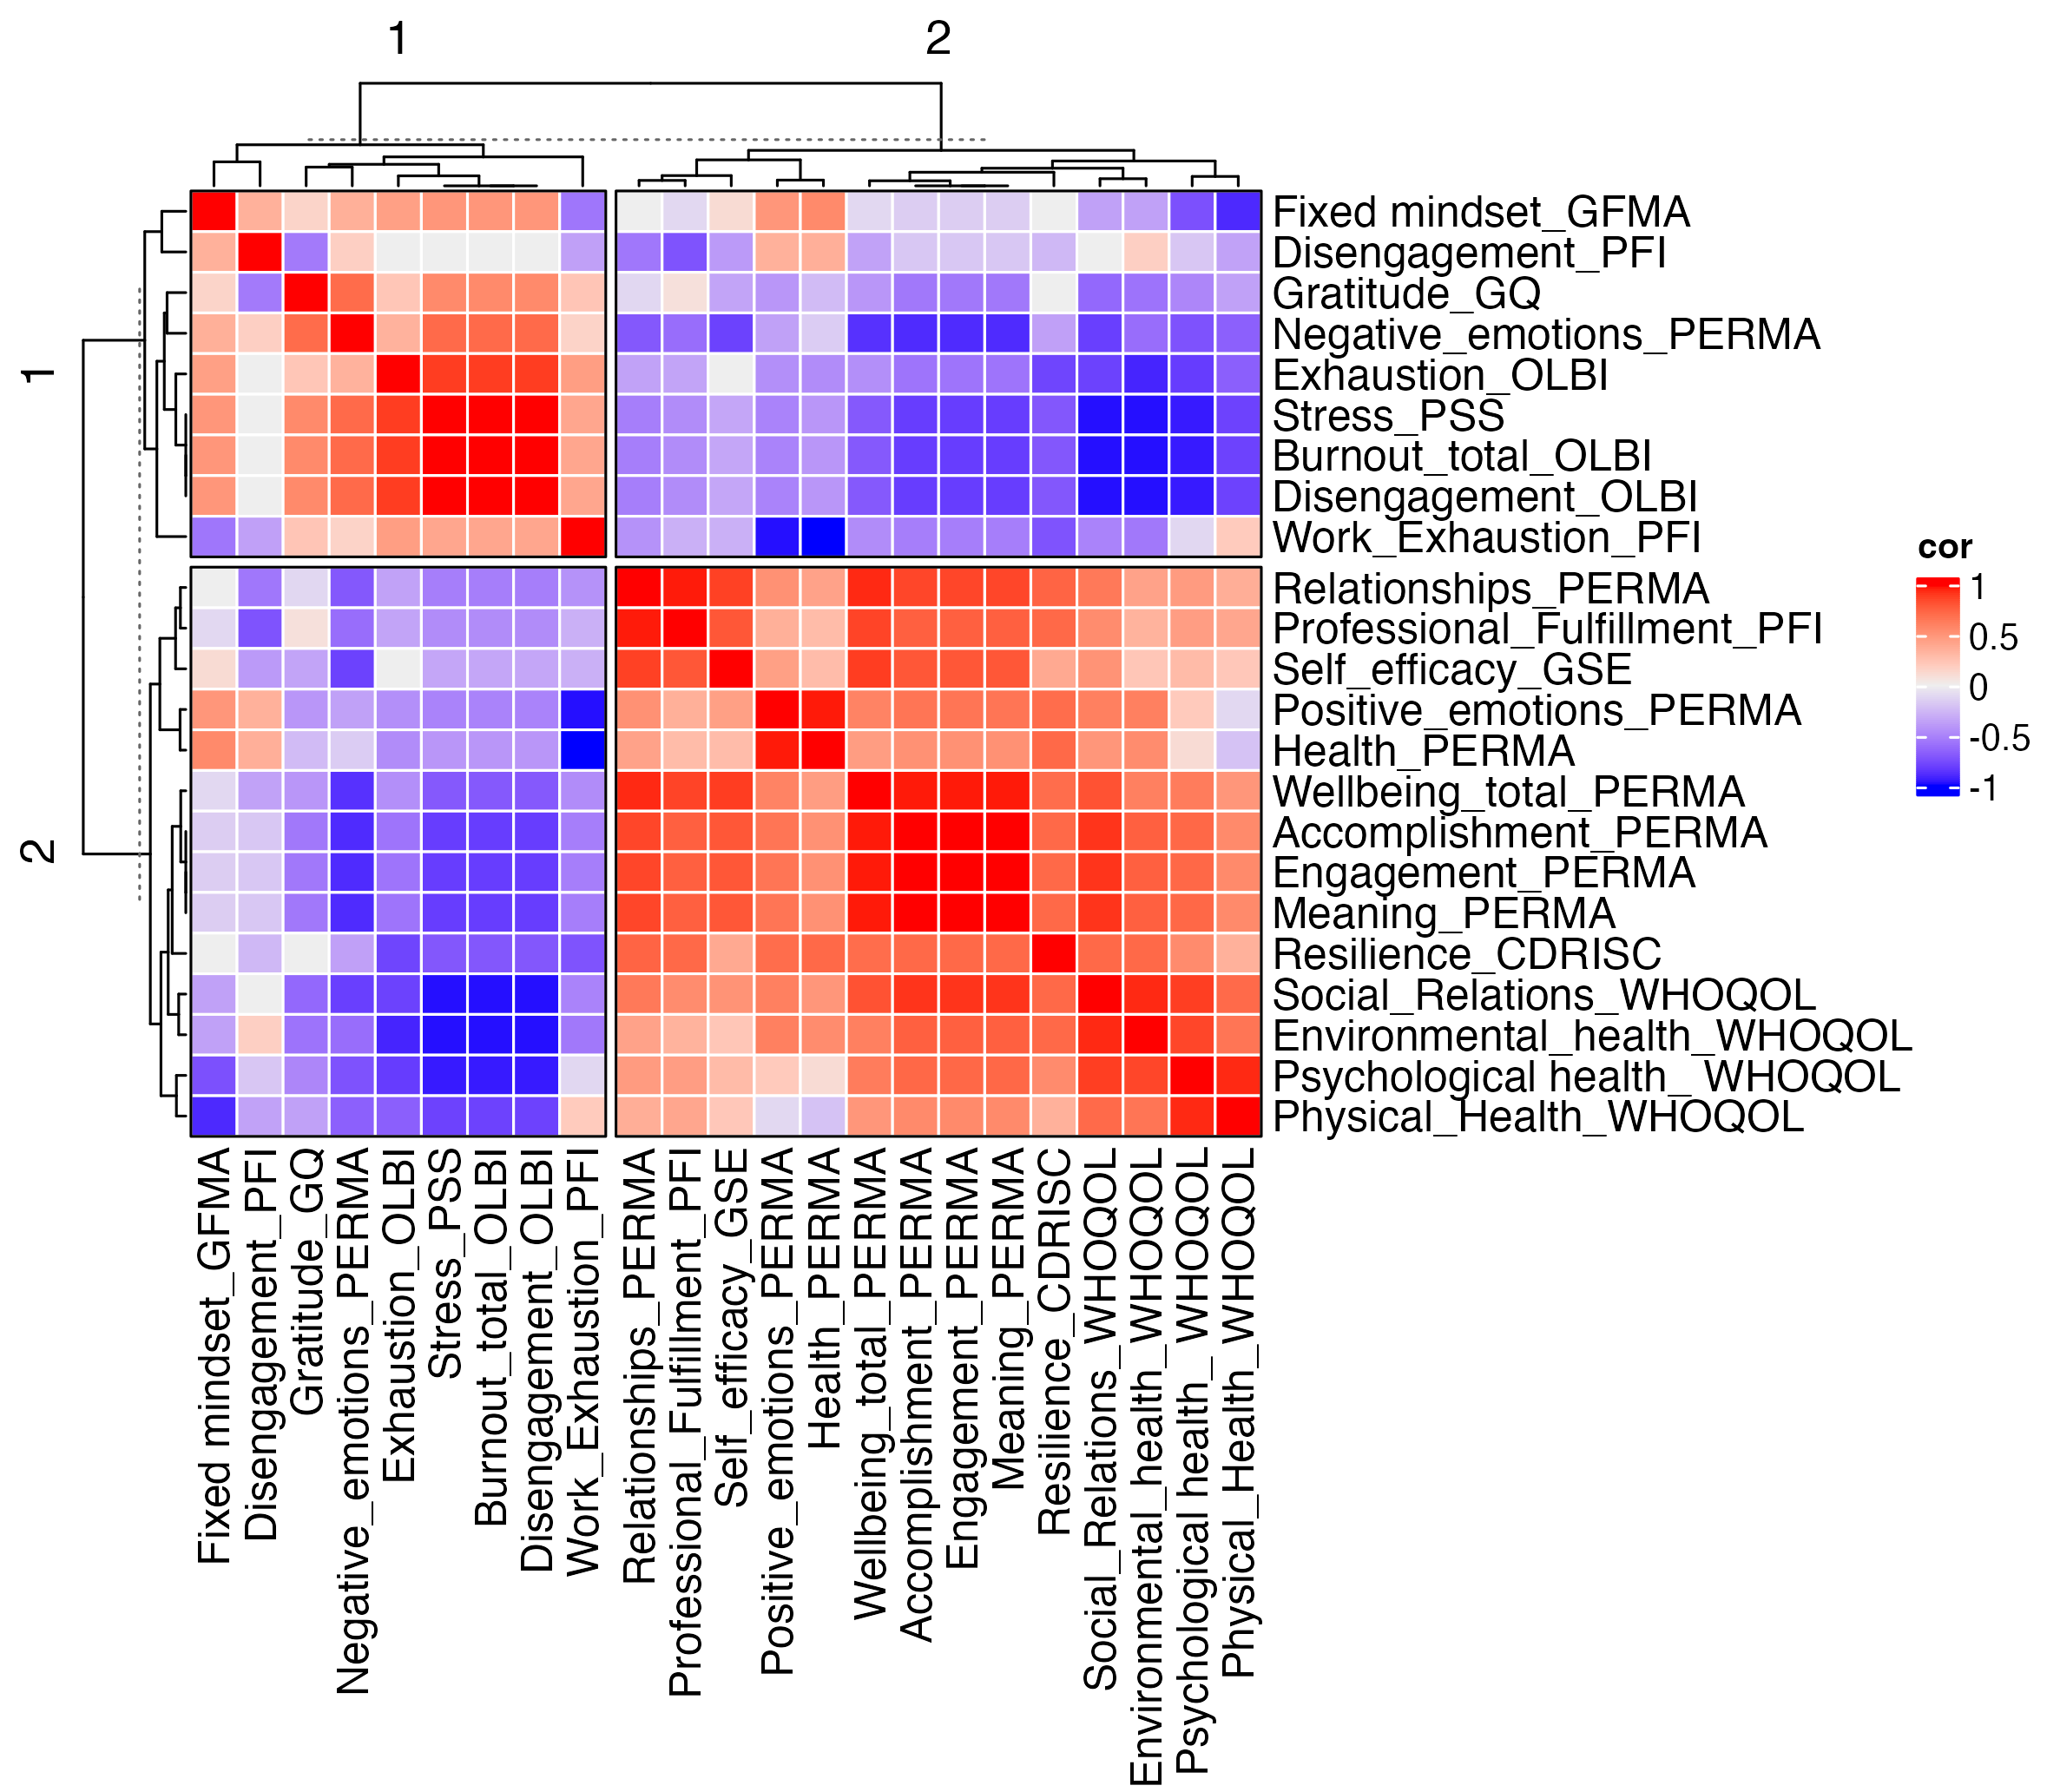 1
2
1
2
Fixed mindset_GFMA
Disengagement_PFI
Gratitude_GQ
Negative_emotions_PERMA
Exhaustion_OLBI
Stress_PSS
Burnout_total_OLBI
Disengagement_OLBI
Work_Exhaustion_PFI
Relationships_PERMA
Professional_Fulfillment_PFI
Self_efficacy_GSE
Positive_emotions_PERMA
Health_PERMA
Wellbeing_total_PERMA
Accomplishment_PERMA
Engagement_PERMA
Meaning_PERMA
Resilience_CDRISC
Social_Relations_WHOQOL
Environmental_health_WHOQOL
Psychological health_ WHOQOL
Physical_Health_WHOQOL
cor
1
0.5
0
-0.5
-1
Fixed mindset_GFMA
Disengagement_PFI
Gratitude_GQ
Negative_emotions_PERMA
Exhaustion_OLBI
Stress_PSS
Burnout_total_OLBI
Disengagement_OLBI
Work_Exhaustion_PFI
Relationships_PERMA
Professional_Fulfillment_PFI
Self_efficacy_GSE
Positive_emotions_PERMA
Health_PERMA
Wellbeing_total_PERMA
Accomplishment_PERMA
Engagement_PERMA
Meaning_PERMA
Resilience_CDRISC
Social_Relations_WHOQOL
Environmental_health_WHOQOL
Psychological health_ WHOQOL
Physical_Health_WHOQOL